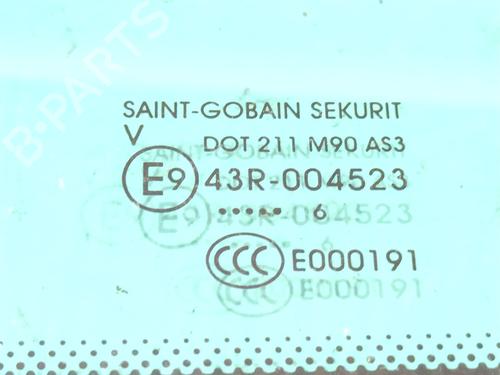 B-PARTS
SAINT-GOBAIN SEKURIT
V
DOT 211 M90 AS3
E9 43R-004523
..... 6
CCC E000191